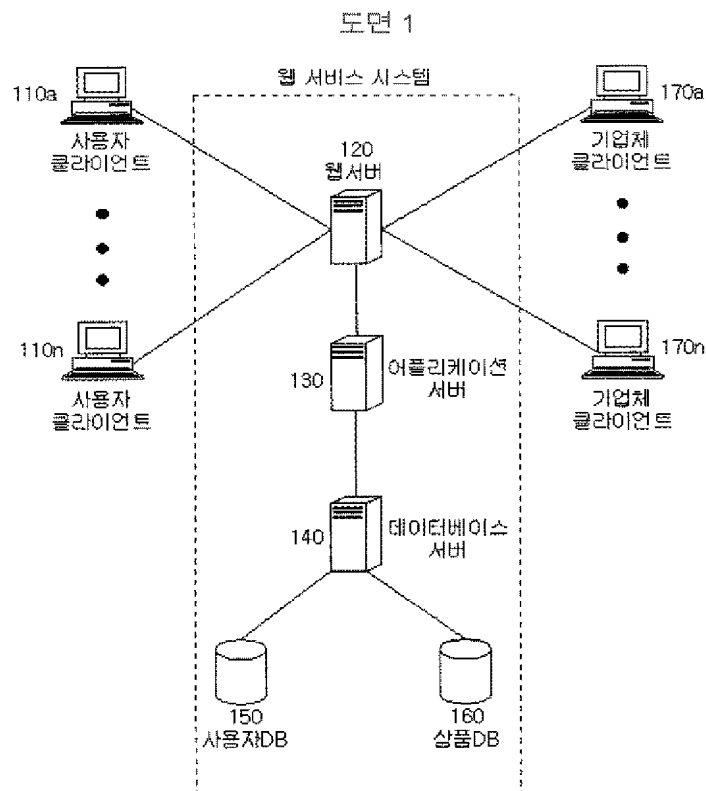 도면 1
웹 서비스 시스템
110a
사용자
클라이언트
170a
기업체
클라이언트
120
웹서버
110n
사용자
클라이언트
170n
기업체
클라이언트
130
어플리케이션
서버
140
데이터베이스
서버
150
사용자DB
160
상품DB